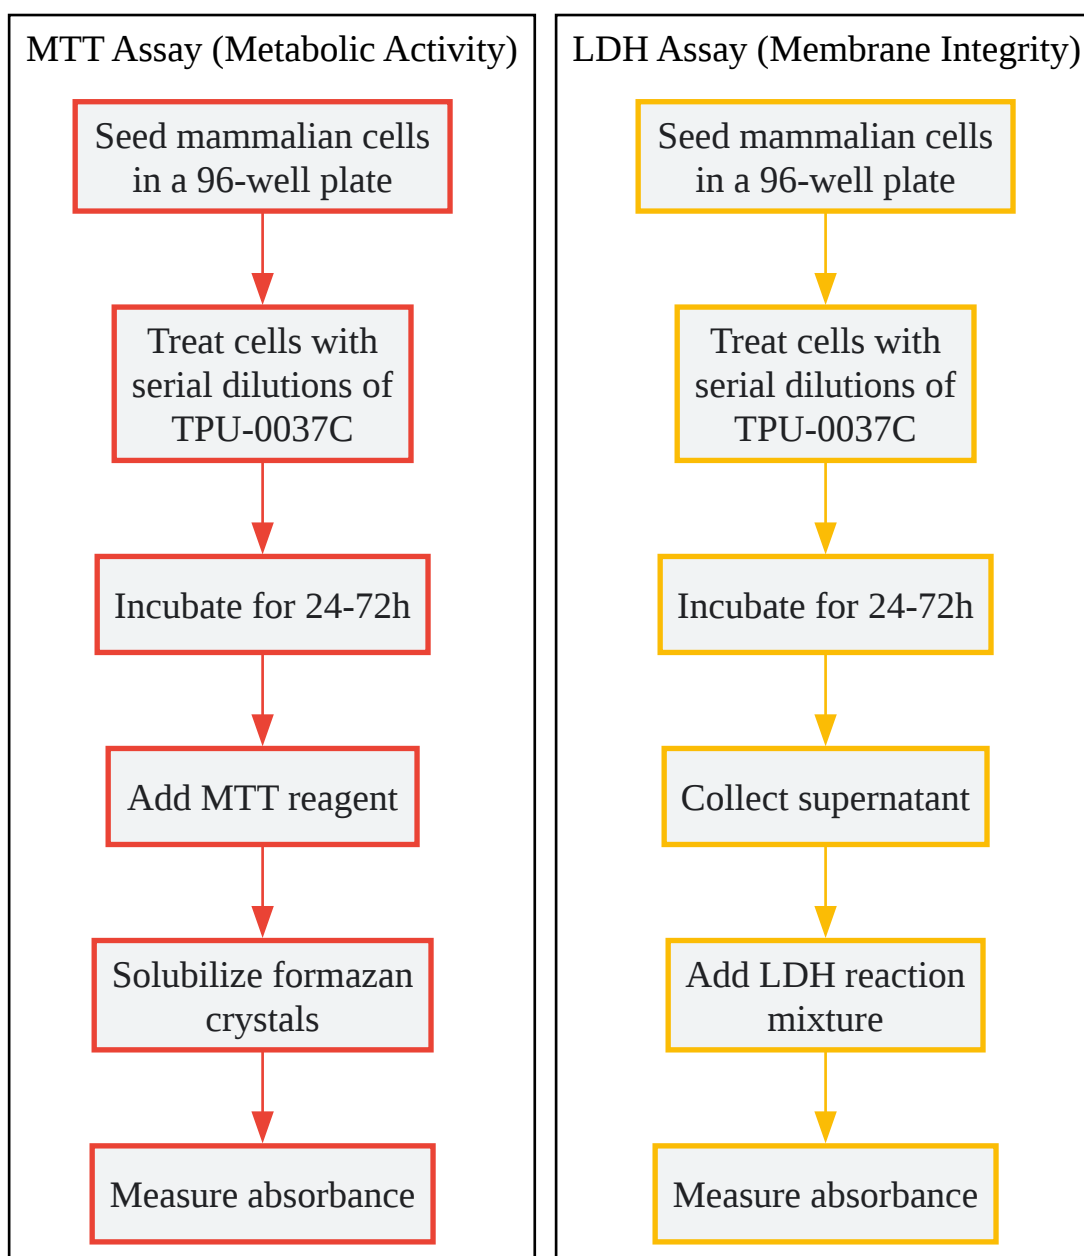 MTT Assay (Metabolic Activity)
Seed mammalian cells
in a 96-well plate
Treat cells with
serial dilutions of
TPU-0037C
Incubate for 24-72h
Add MTT reagent
Solubilize formazan
crystals
Measure absorbance
LDH Assay (Membrane Integrity)
Seed mammalian cells
in a 96-well plate
Treat cells with
serial dilutions of
TPU-0037C
Incubate for 24-72h
Collect supernatant
Add LDH reaction
mixture
Measure absorbance